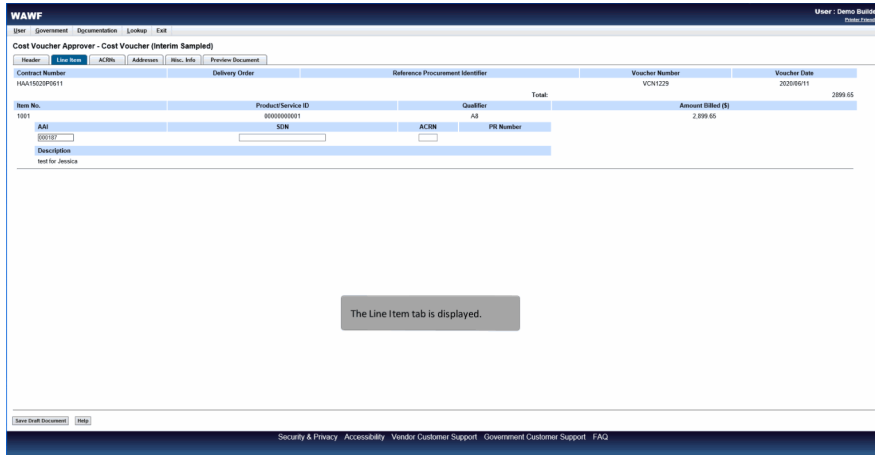 WAWF
User : Demo Builde
Printer Friend
User Government Documentation Lookup Exit
Cost Voucher Approver - Cost Voucher (Interim Sampled)
Header Line Item ACRNs Addresses Misc. Info Preview Document
Contract Number Delivery Order Reference Procurement Identifier Voucher Number Voucher Date
HAA15020P0611 VCN1229 2020/06/11
Total: 2899.65
Item No. Product/Service ID Qualifier Amount Billed ($)
1001 00000000001 A8 2,899.65
AAI SDN ACRN PR Number
000187
Description
test for Jessica
The Line Item tab is displayed.
Save Draft Document Help
Security & Privacy Accessibility Vendor Customer Support Government Customer Support FAQ